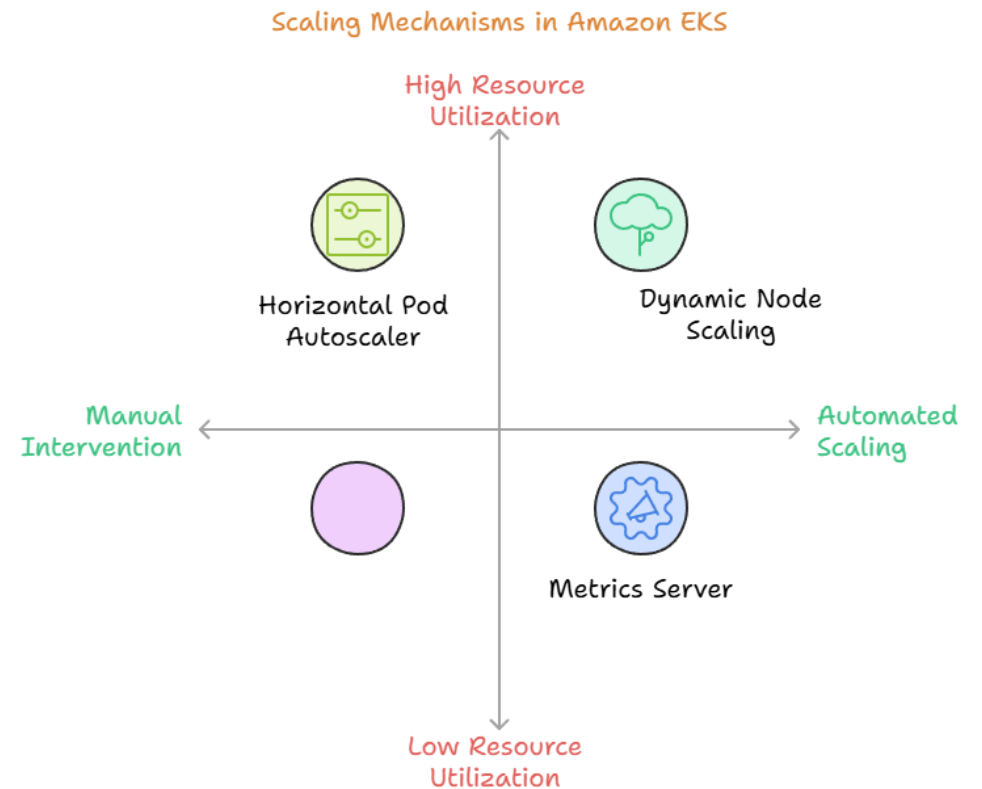 Scaling Mechanisms in Amazon EKS
High Resource
Utilization
Horizontal Pod
Autoscaler
Dynamic Node
Scaling
Manual
Intervention
Automated
Scaling
Metrics Server
Low Resource
Utilization